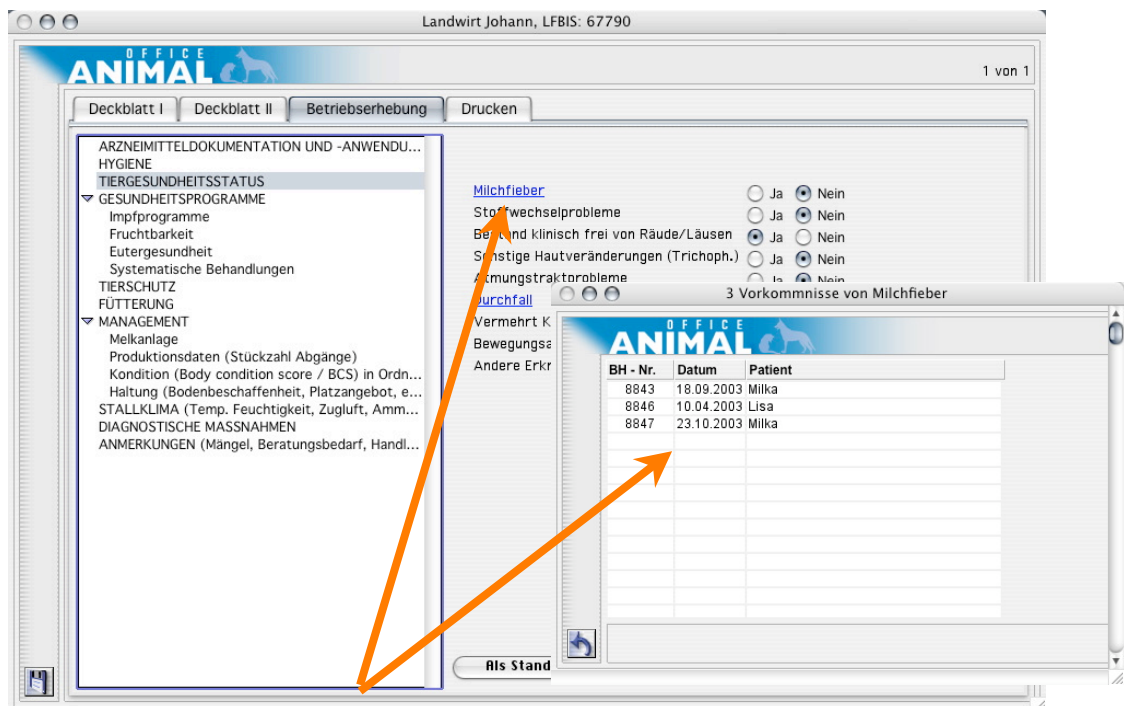 Landwirt Johann, LFBIS: 67790
OFFICE
ANIMAL
1 von 1
Deckblatt I
Deckblatt II
Betriebserhebung
Drucken
ARZNEIMITTELDOKUMENTATION UND -ANWENDU...
HYGIENE
TIERGESUNDHEITSSTATUS
GESUNDHEITSPROGRAMME
Impfprogramme
Fruchtbarkeit
Eutergesundheit
Systematische Behandlungen
TIERSCHUTZ
FÜTTERUNG
MANAGEMENT
Melkanlage
Produktionsdaten (Stückzahl Abgänge)
Kondition (Body condition score / BCS) in Ordn...
Haltung (Bodenbeschaffenheit, Platzangebot, e...
STALLKLIMA (Temp. Feuchtigkeit, Zugluft, Amm...
DIAGNOSTISCHE MASSNAHMEN
ANMERKUNGEN (Mängel, Beratungsbedarf, Handl...
Milchfieber Ja Nein
Stoffwechselprobleme Ja Nein
Bestand klinisch frei von Räude/Läusen Ja Nein
Sonstige Hautveränderungen (Trichoph.) Ja Nein
Atmungstraktprobleme Ja Nein
Durchfall
Vermehrt K
Bewegungsa
Andere Erkr
Als Stand
3 Vorkommnisse von Milchfieber
OFFICE
ANIMAL
BH - Nr. Datum Patient
8843 18.09.2003 Milka
8846 10.04.2003 Lisa
8847 23.10.2003 Milka